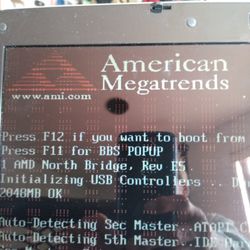 American
Megatrends
www.ami.com
Press F12 if you want to boot from
Press F11 for BBS POPUP
1 AMD North Bridge, Rev E5
Initializing USB Controllers .. D
2048MB OK
Auto-Detecting Sec Master..ATAPI
Auto-Detecting 5th Master..IDE